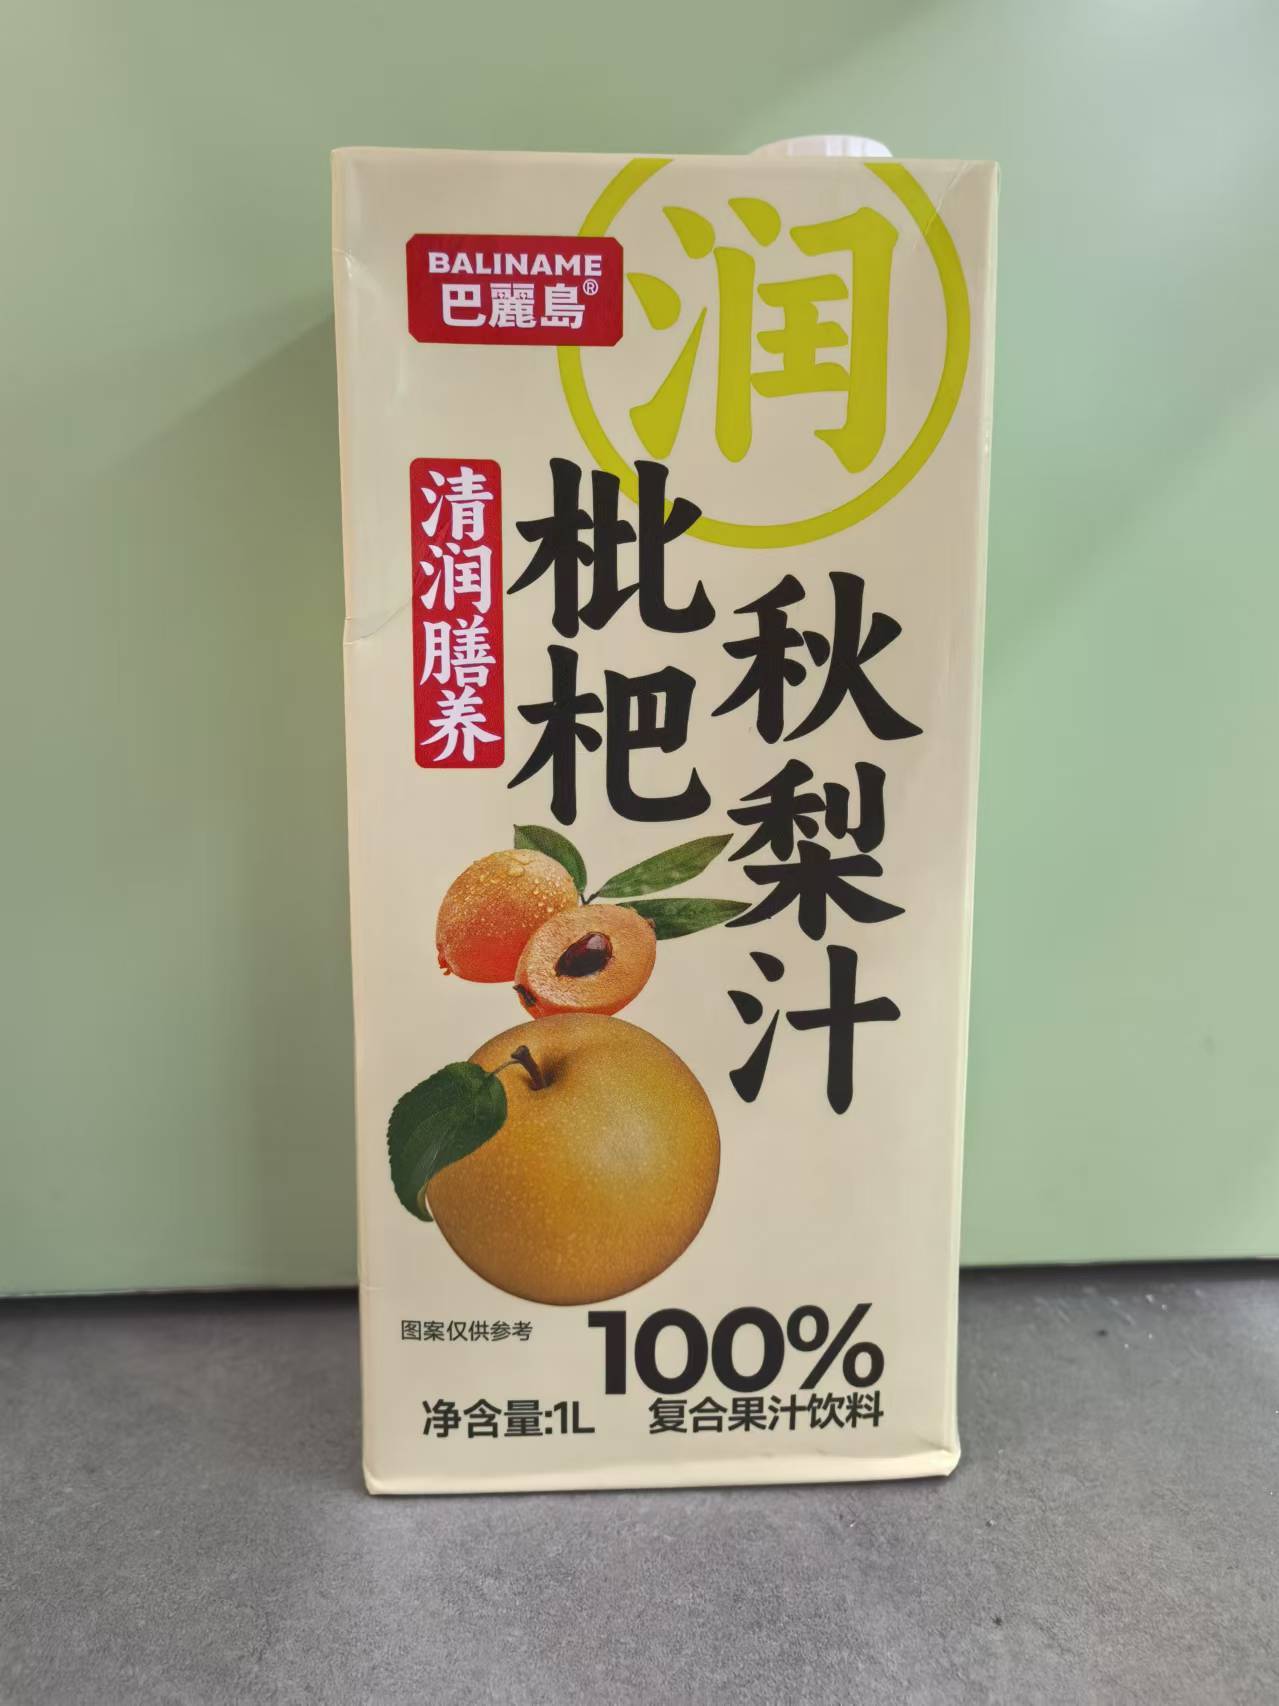 润
BALINAME
巴麗島®
清润膳养
枇杷
秋梨汁
图案仅供参考
100%
净含量:1L
复合果汁饮料